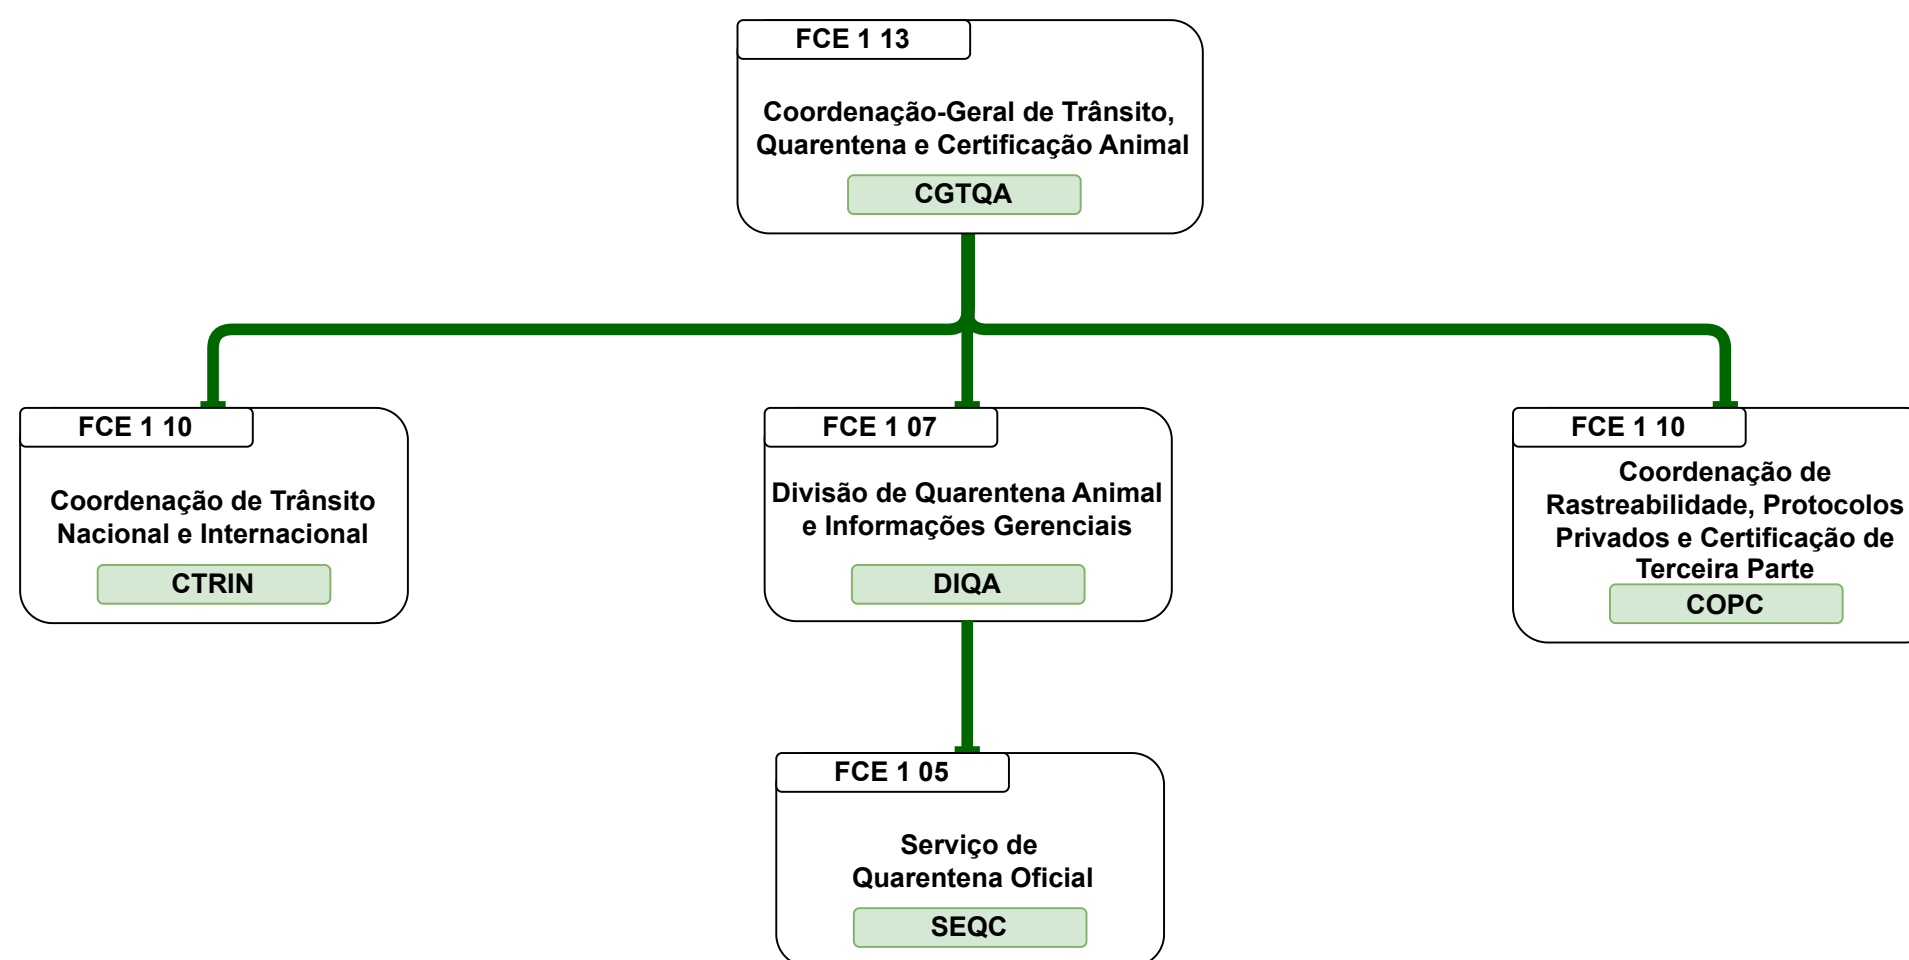 FCE 1 13
Coordenação-Geral de Trânsito,
Quarentena e Certificação Animal
CGTQA
FCE 1 10
Coordenação de Trânsito
Nacional e Internacional
CTRIN
FCE 1 07
Divisão de Quarentena Animal
e Informações Gerenciais
DIQA
FCE 1 10
Coordenação de
Rastreabilidade, Protocolos
Privados e Certificação de
Terceira Parte
COPC
FCE 1 05
Serviço de
Quarentena Oficial
SEQC